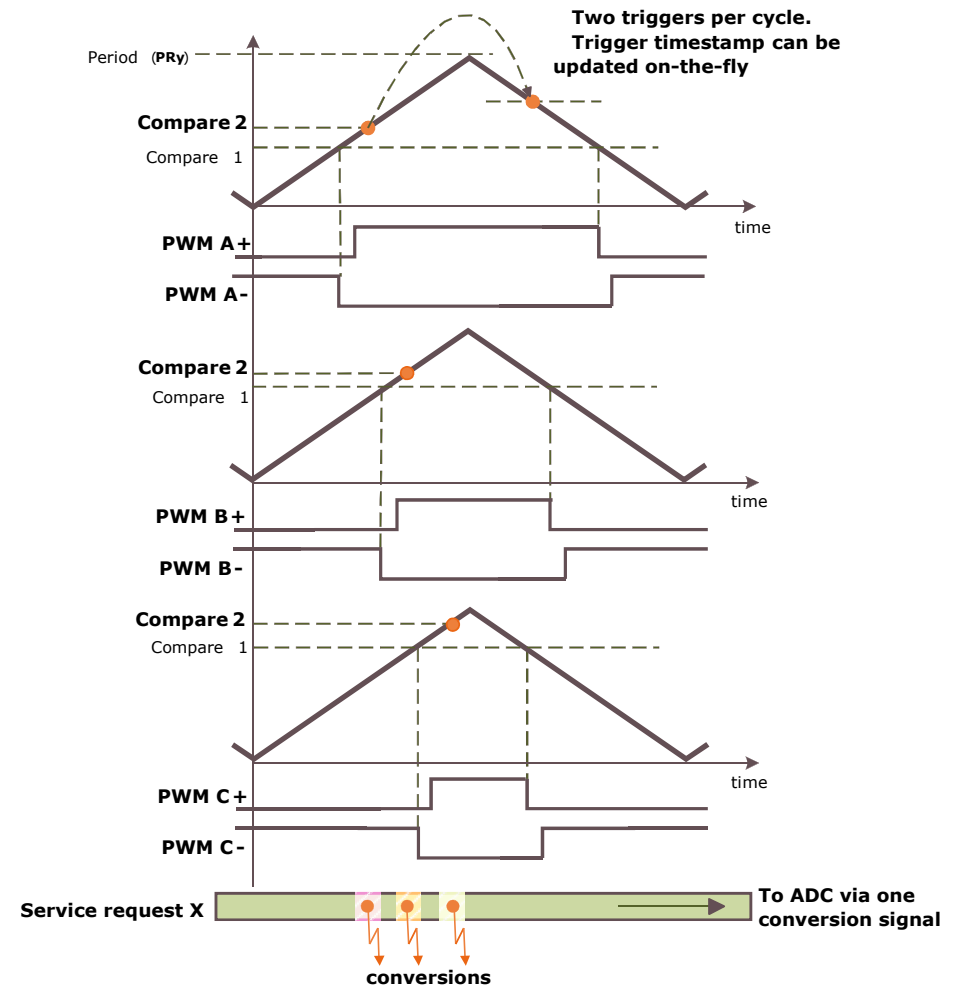 Two triggers per cycle.
Trigger timestamp can be
updated on-the-fly
Period (PRy)
Compare 2
Compare 1
time
PWM A+
PWM A-
Compare 2
Compare 1
time
PWM B+
PWM B-
Compare 2
Compare 1
time
PWM C+
PWM C-
Service request X
To ADC via one
conversion signal
conversions